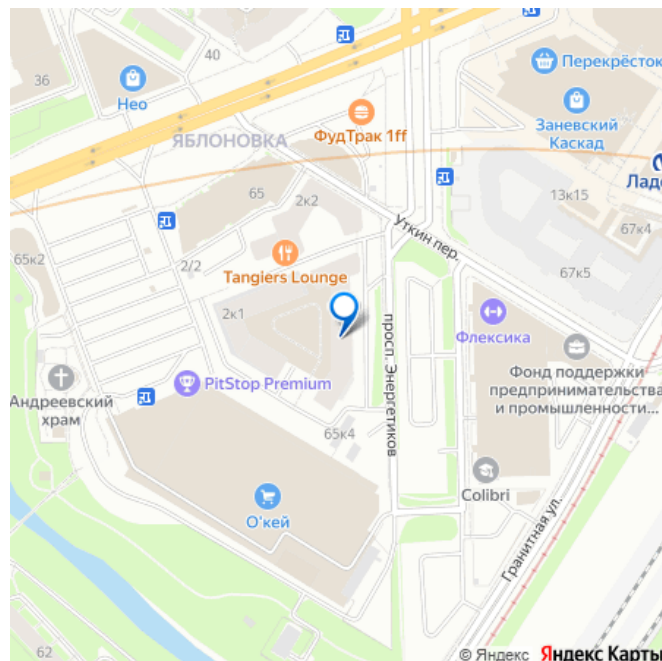 Перекрёсток
40
36
Нео
ФудТрак 1ff
Заневский
Каскад
ЯБЛОНОВКА
13к15
65
2к2
67к4
Уткин пер.
65к2
2/2
Tangiers Lounge
67к5
2к1
Флексика
просп. Энергетиков
Фонд поддержки
предпринимательства
и промышленности...
PitStop Premium
Андреевский
храм
65к4
Colibri
О'кей
Гранитная ул.
62
© Яндекс Яндекс Карты